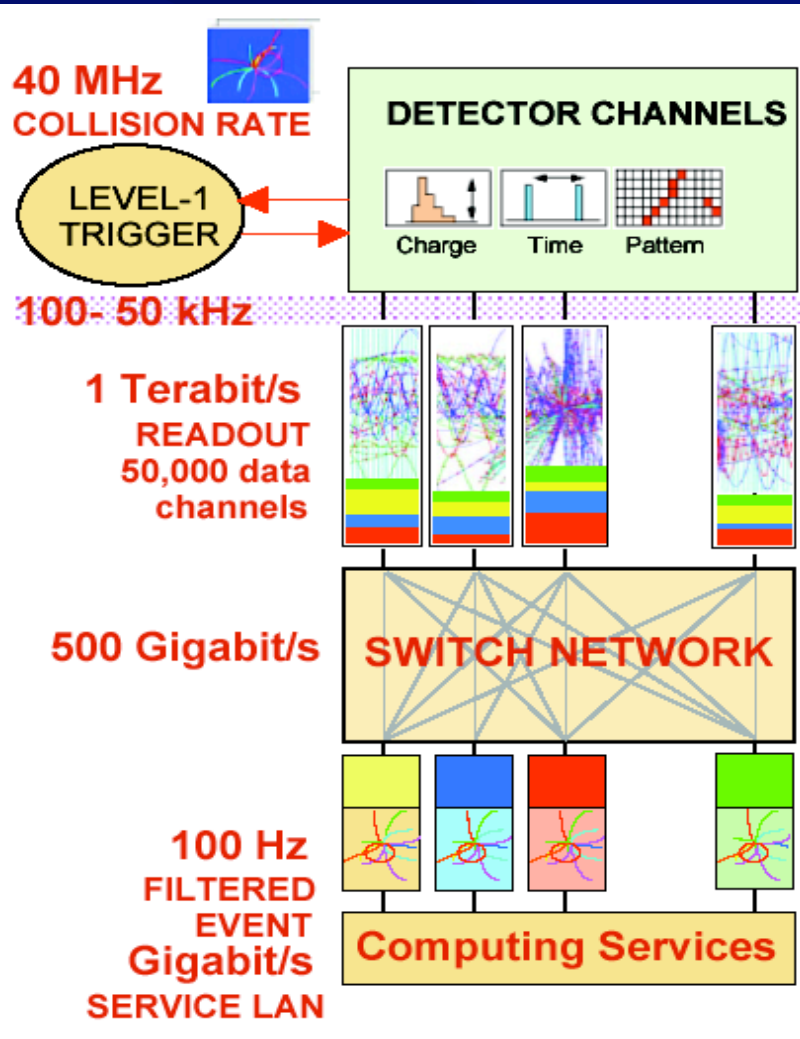 40 MHz
COLLISION RATE
DETECTOR CHANNELS
LEVEL-1
TRIGGER
Charge
Time
Pattern
100- 50 kHz
1 Terabit/s
READOUT
50,000 data
channels
500 Gigabit/s
SWITCH NETWORK
100 Hz
FILTERED
EVENT
Gigabit/s
SERVICE LAN
Computing Services